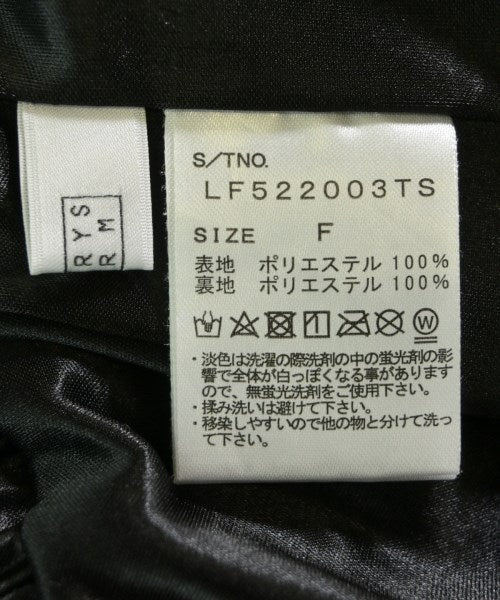 RYS
RM
S/TNO.
LF522003TS
SIZE F
表地 ポリエステル 100%
裏地 ポリエステル 100%
W
・淡色は洗濯の際洗剤の中の蛍光剤の影
響で全体が白っぽくなる事があります
ので、無蛍光洗剤をご使用下さい。
・揉み洗いは避けて下さい。
・移染しやすいので他の物と分けて洗っ
て下さい。